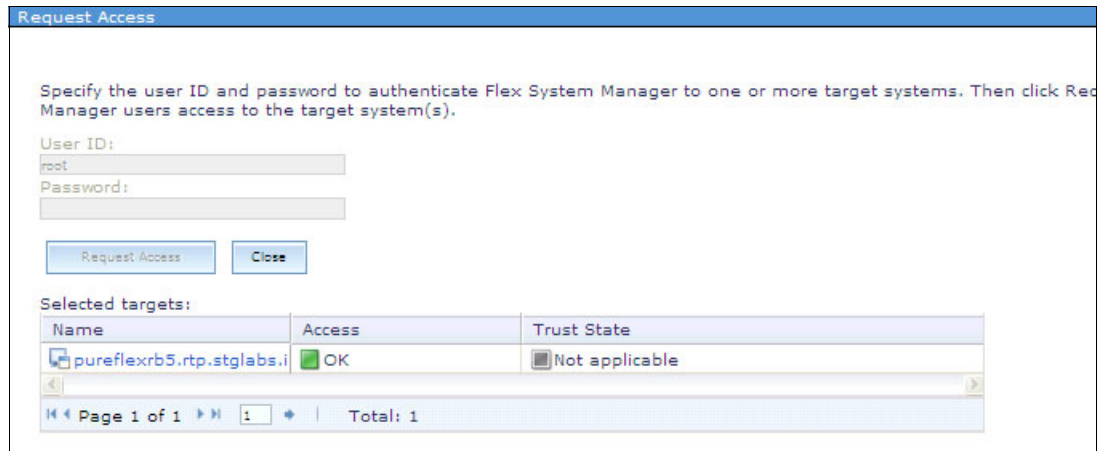 Request Access
Specify the user ID and password to authenticate Flex System Manager to one or more target systems. Then click Rec
Manager users access to the target system(s).
User ID:
root
Password:
Request Access Close
Selected targets:
Name Access Trust State
pureflexrb5.rtp.stglabs.i OK Not applicable
Page 1 of 1 1 Total: 1